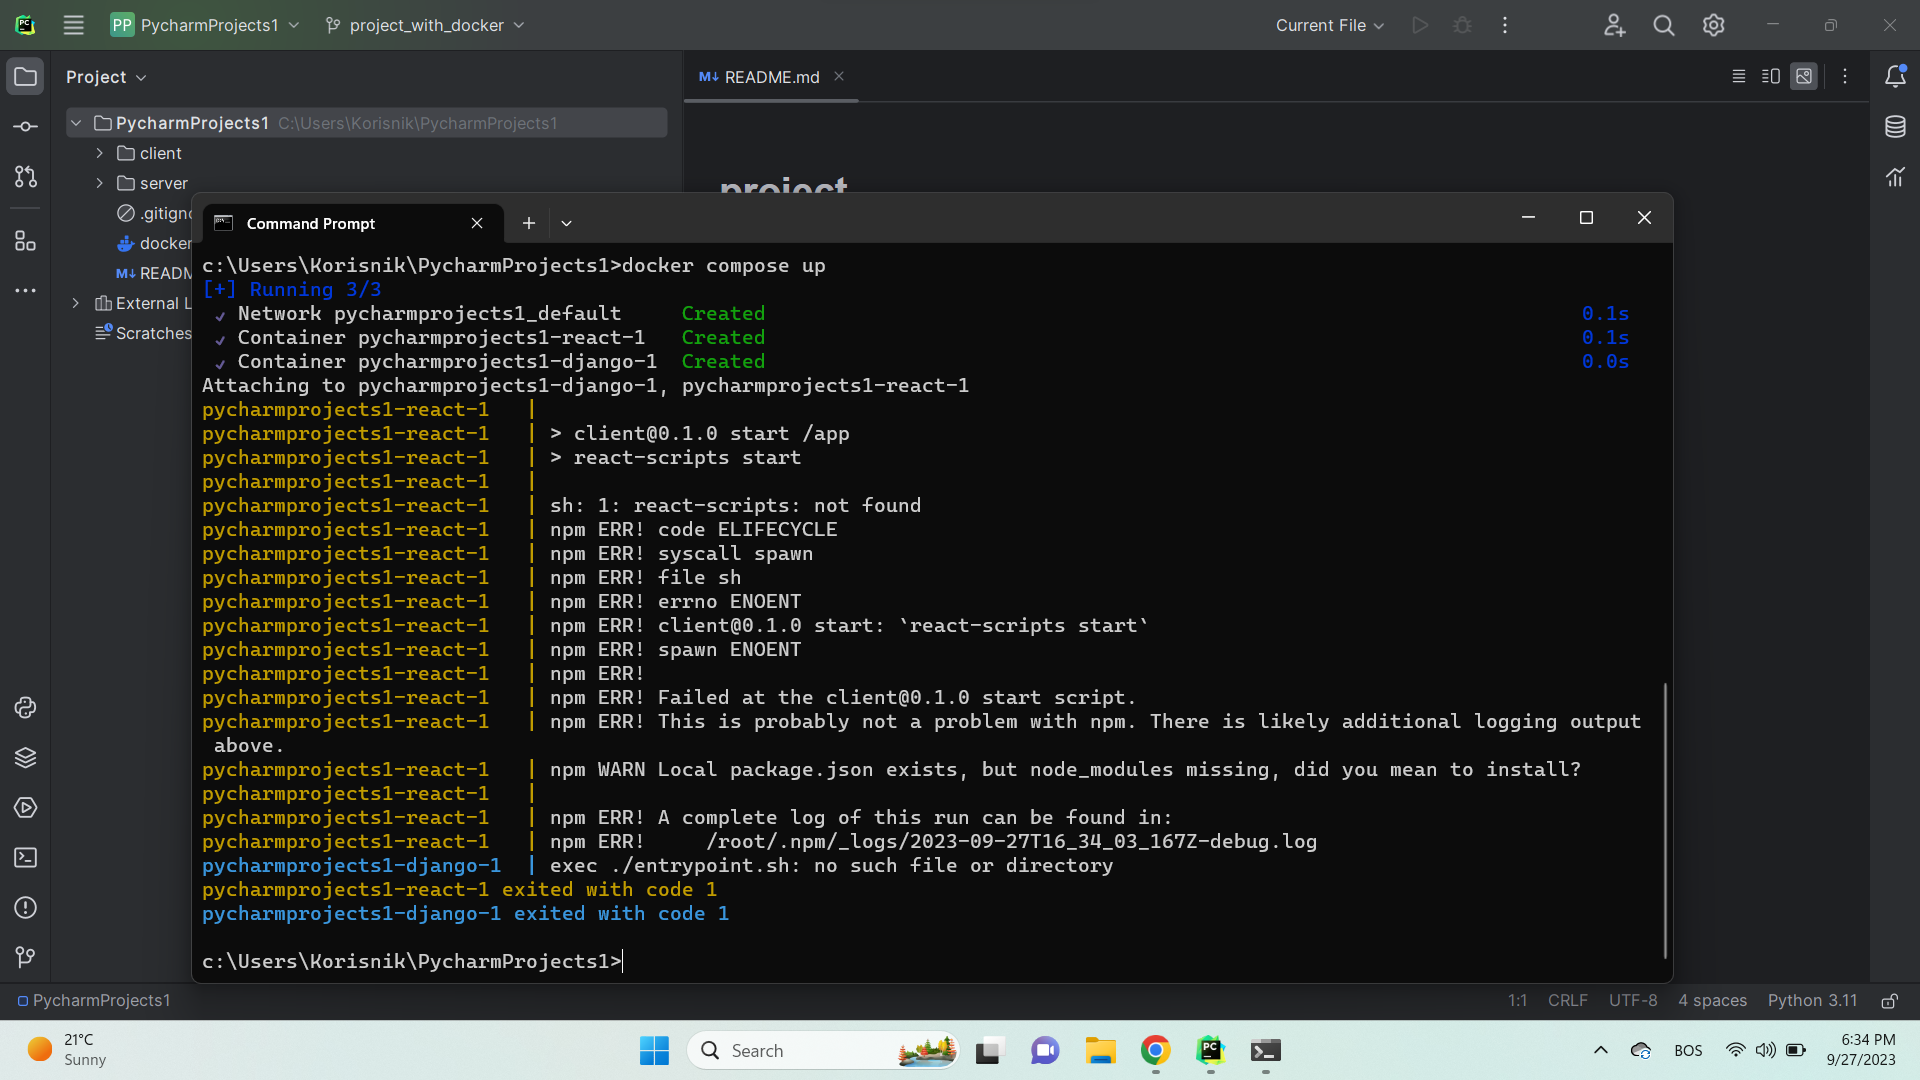 PP PycharmProjects1
project_with_docker
Current File
Project
README.md
PycharmProjects1 C:\Users\Korisnik\PycharmProjects1
client
server
project
Command Prompt
c:\Users\Korisnik\PycharmProjects1>docker compose up
[+] Running 3/3
✓ Network pycharmprojects1_default Created 0.1s
✓ Container pycharmprojects1-react-1 Created 0.1s
✓ Container pycharmprojects1-django-1 Created 0.0s
Attaching to pycharmprojects1-django-1, pycharmprojects1-react-1
pycharmprojects1-react-1 |
pycharmprojects1-react-1 | > client@0.1.0 start /app
pycharmprojects1-react-1 | > react-scripts start
pycharmprojects1-react-1 |
pycharmprojects1-react-1 | sh: 1: react-scripts: not found
pycharmprojects1-react-1 | npm ERR! code ELIFECYCLE
pycharmprojects1-react-1 | npm ERR! syscall spawn
pycharmprojects1-react-1 | npm ERR! file sh
pycharmprojects1-react-1 | npm ERR! errno ENOENT
pycharmprojects1-react-1 | npm ERR! client@0.1.0 start: `react-scripts start`
pycharmprojects1-react-1 | npm ERR! spawn ENOENT
pycharmprojects1-react-1 | npm ERR!
pycharmprojects1-react-1 | npm ERR! Failed at the client@0.1.0 start script.
pycharmprojects1-react-1 | npm ERR! This is probably not a problem with npm. There is likely additional logging output
above.
pycharmprojects1-react-1 | npm WARN Local package.json exists, but node_modules missing, did you mean to install?
pycharmprojects1-react-1 |
pycharmprojects1-react-1 | npm ERR! A complete log of this run can be found in:
pycharmprojects1-react-1 | npm ERR! /root/.npm/_logs/2023-09-27T16_34_03_167Z-debug.log
pycharmprojects1-django-1 | exec ./entrypoint.sh: no such file or directory
pycharmprojects1-react-1 exited with code 1
pycharmprojects1-django-1 exited with code 1
c:\Users\Korisnik\PycharmProjects1>
.gitign
docker
READM
External L
Scratches
PycharmProjects1
1:1 CRLF UTF-8 4 spaces Python 3.11
21°C
Sunny
Search
BOS
6:34 PM
9/27/2023